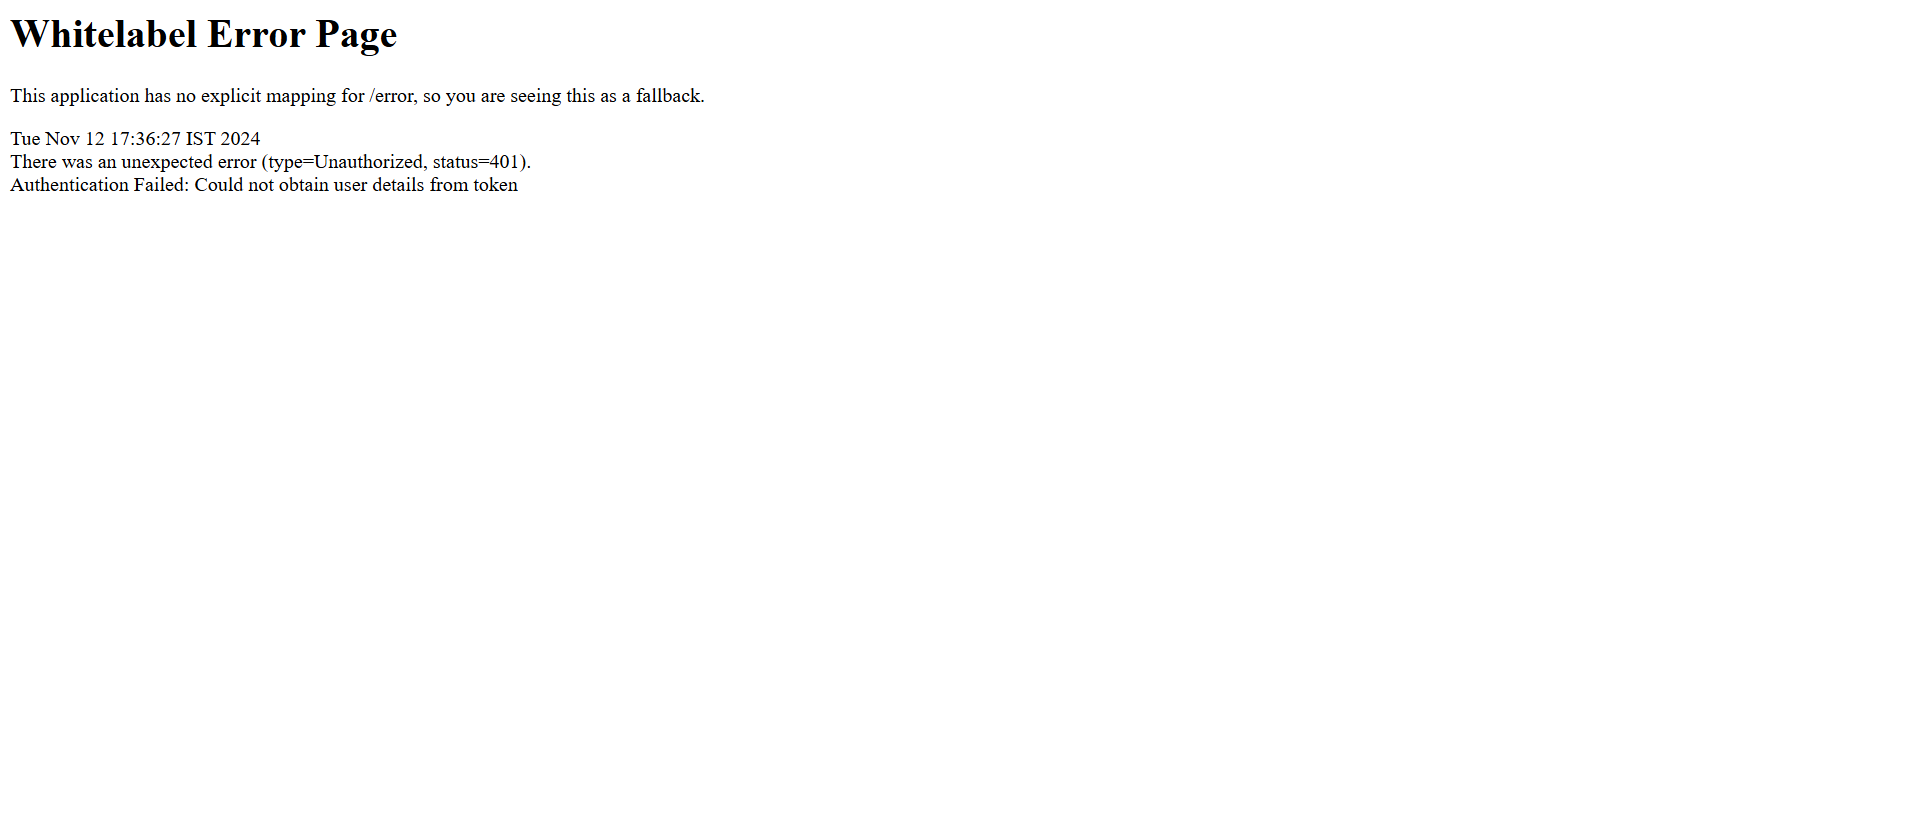 Whitelabel Error Page
This application has no explicit mapping for /error, so you are seeing this as a fallback.
Tue Nov 12 17:36:27 IST 2024
There was an unexpected error (type=Unauthorized, status=401).
Authentication Failed: Could not obtain user details from token